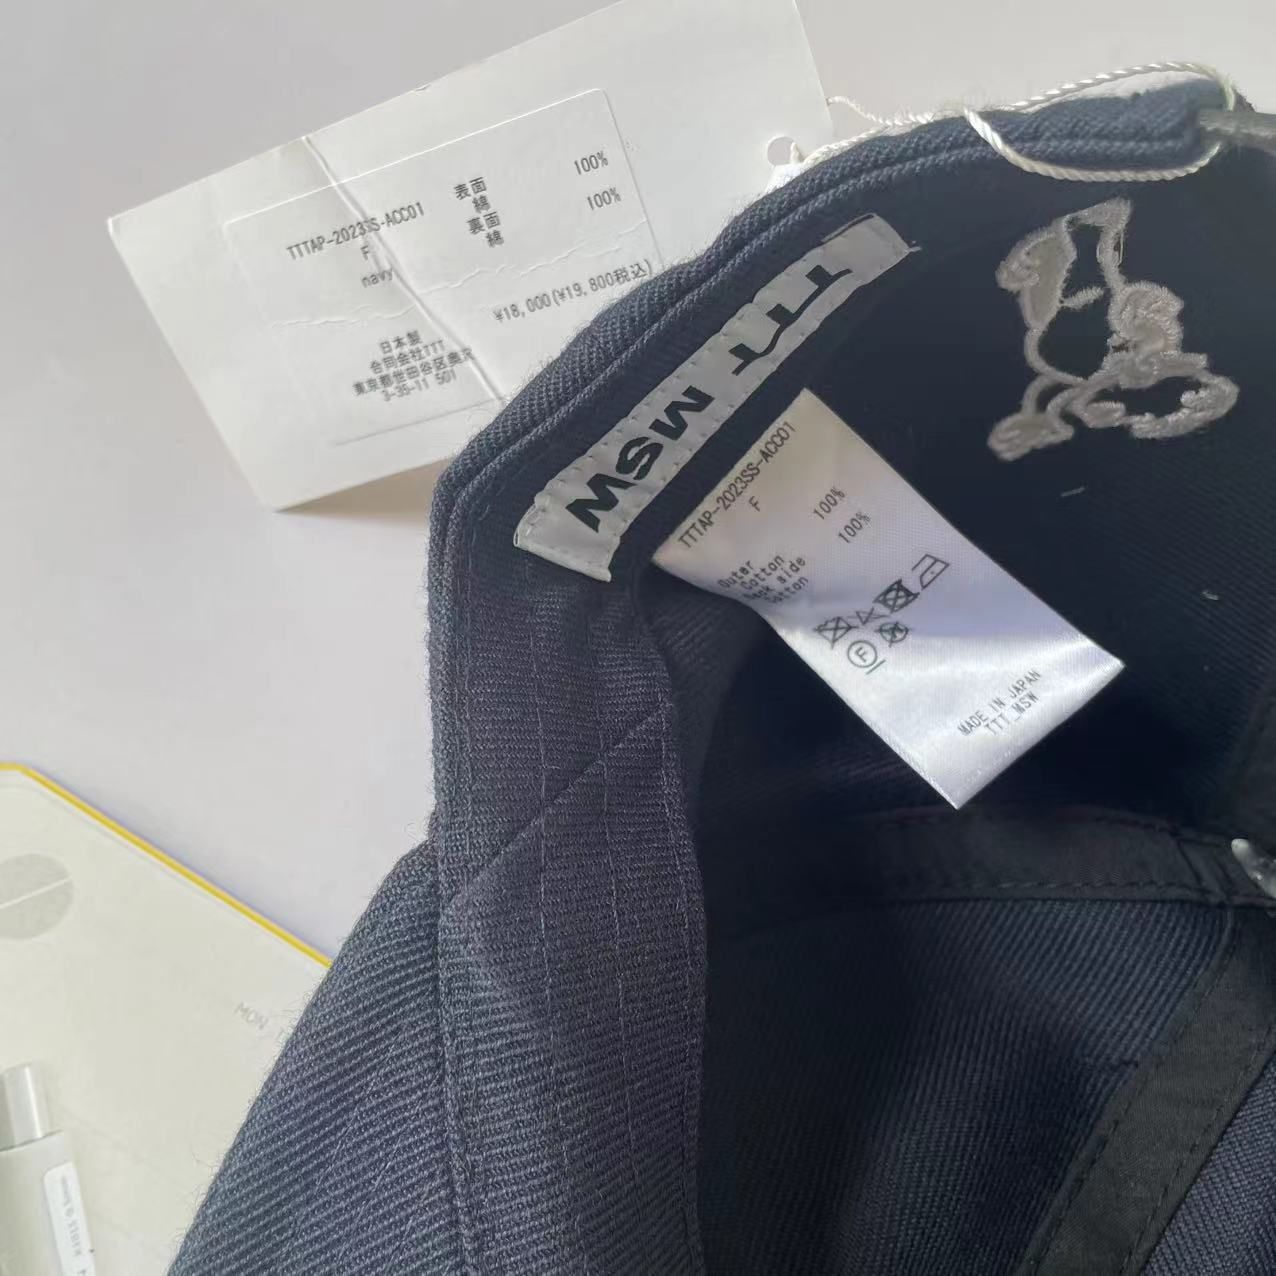 TTTAP-2023SS-ACC01
F
navy
表面
綿 100%
裏面
綿 100%
¥18,000(¥19,800税込)
日本製
合同会社TTT
東京都世田谷区奥沢
3-35-11 501
TTT MSW
TTTAP-2023SS-ACC01
F
Outer
Cotton 100%
Back side
Cotton 100%
F
MADE IN JAPAN
TTT_MSW
MON